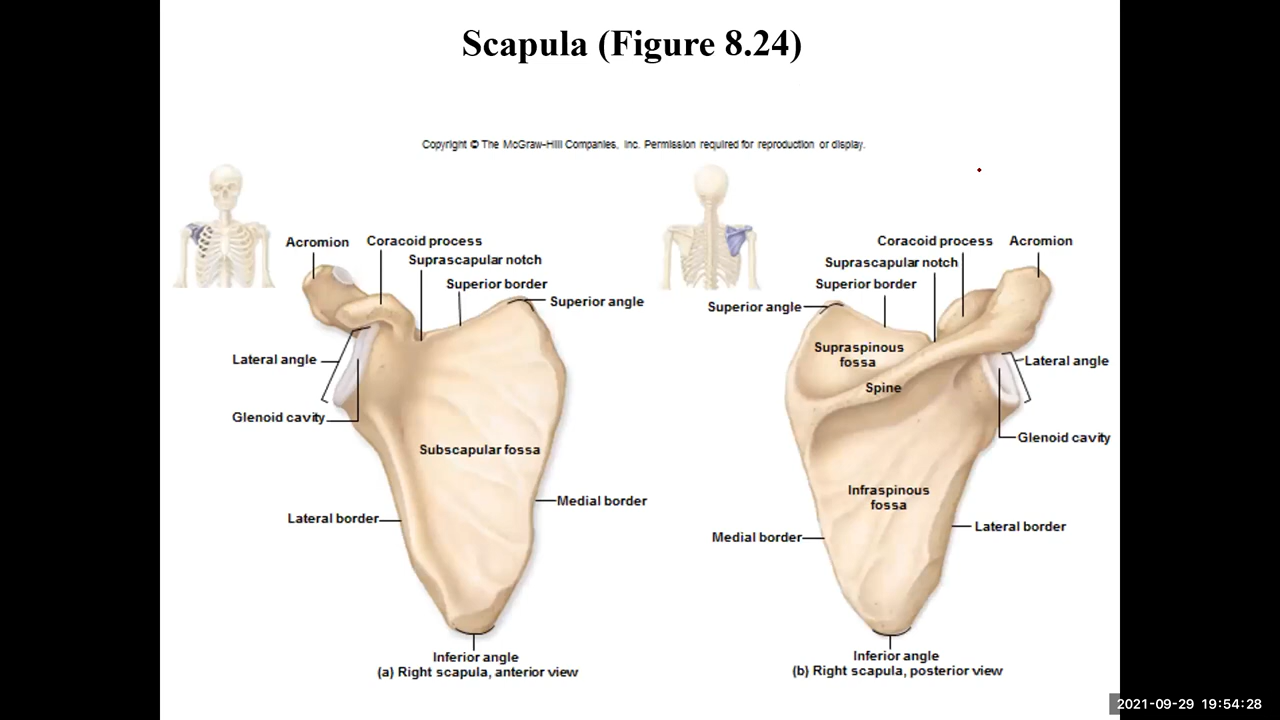 Scapula (Figure 8.24)
Copyright © The McGraw-Hill Companies, Inc. Permission required for reproduction or display.
Acromion
Coracoid process
Suprascapular notch
Superior border
Superior angle
Lateral angle
Glenoid cavity
Subscapular fossa
Medial border
Lateral border
Inferior angle
(a) Right scapula, anterior view
Coracoid process
Acromion
Suprascapular notch
Superior border
Superior angle
Supraspinous
fossa
Lateral angle
Spine
Glenoid cavity
Infraspinous
fossa
Lateral border
Medial border
Inferior angle
(b) Right scapula, posterior view
2021-09-29 19:54:28